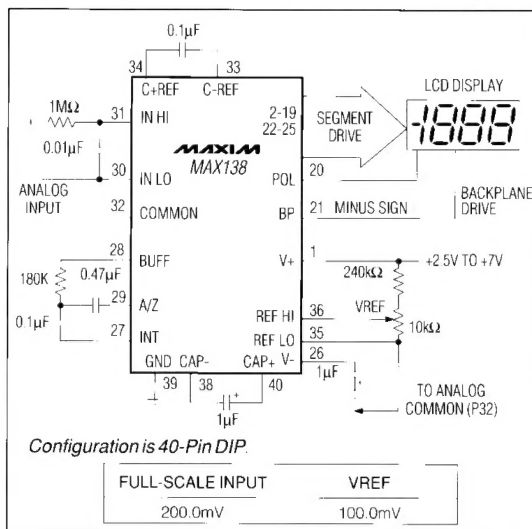 0.1µF
34 33
C+REF C-REF
LCD DISPLAY
1MΩ
31 IN HI
2-19
22-25
SEGMENT
DRIVE
-1888
0.01µF
MAXIM
MAX138
30 IN LO
POL 20
ANALOG
INPUT
32 COMMON
BP 21 MINUS SIGN
BACKPLANE
DRIVE
28 BUFF
V+ 1 +2.5V TO +7V
180K
0.47µF
240kΩ
29 A/Z
REF HI 36 VREF
0.1µF
27 INT
REF LO 35
10kΩ
V- 26
GND CAP- CAP+
39 38 40
1µF
1µF
TO ANALOG
COMMON (P32)
Configuration is 40-Pin DIP.
FULL-SCALE INPUT VREF
200.0mV 100.0mV